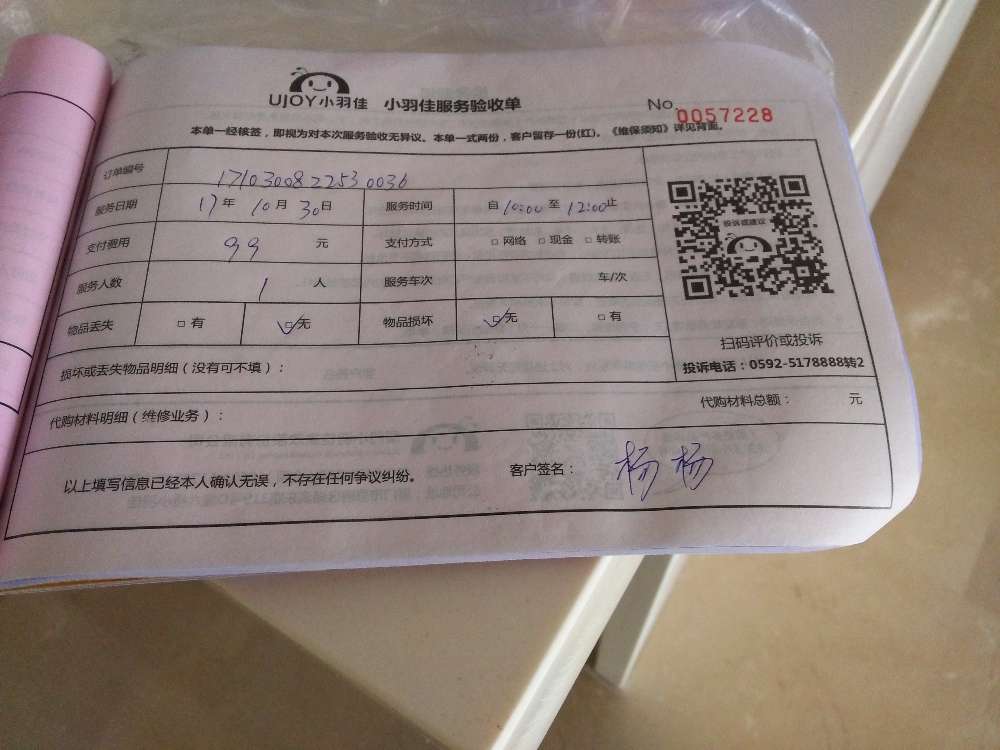 UJOY小羽佳 小羽佳服务验收单 No. 0057228
本单一经核签，即视为对本次服务验收无异议。本单一式两份，客户留存一份(红)。《维保须知》详见背面。
订单编号 1710300822530036
服务日期 17年 10月 30日 服务时间 自10:00至12:00止
支付费用 99 元 支付方式 □ 网络 □ 现金 □ 转账
服务人数 1 人 服务车次 车/次
物品丢失 □ 有 ☑无 物品损坏 ☑无 □ 有
投诉或建议
扫码评价或投诉
投诉电话：0592-5178888转2
损坏或丢失物品明细（没有可不填）：
代购材料明细（维修业务）： 代购材料总额： 元
以上填写信息已经本人确认无误，不存在任何争议纠纷。 客户签名： 杨杨